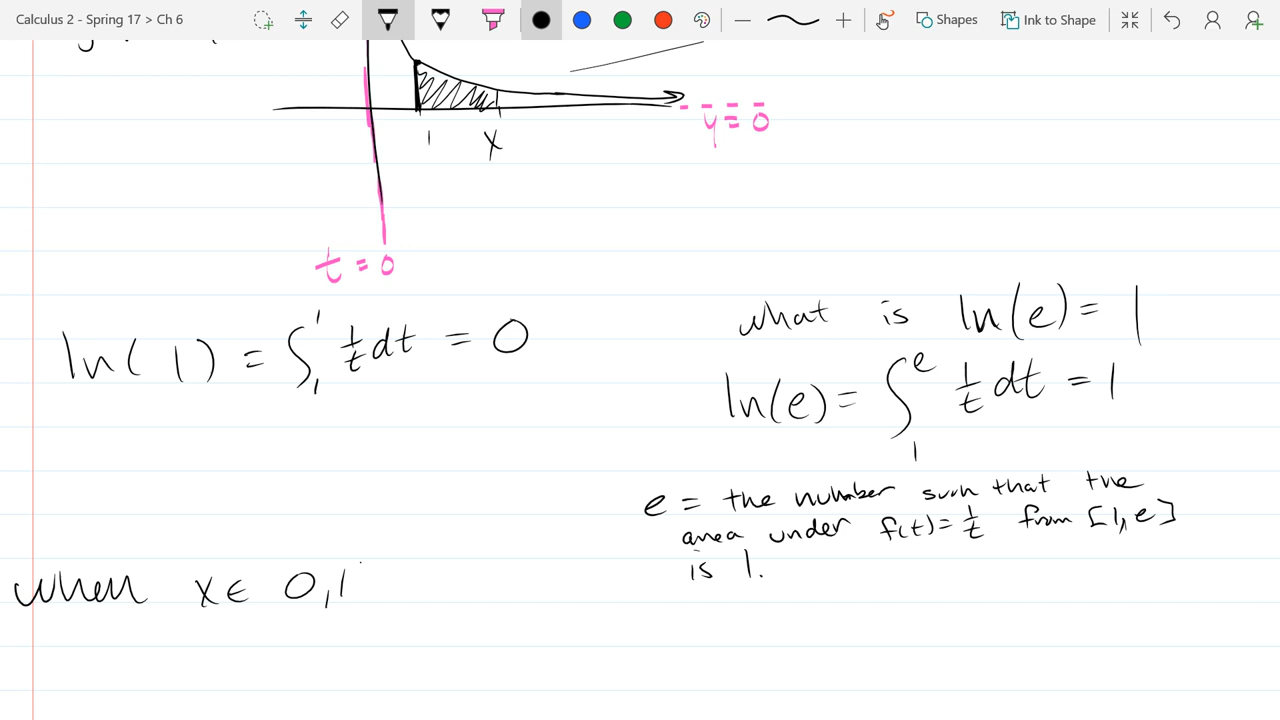 Calculus 2 - Spring 17 > Ch 6
Shapes
Ink to Shape
1
x
y = 0
t = 0
ln(1) = ∫₁¹ 1/t dt = 0
what is ln(e) = 1
ln(e) = ∫₁ᵉ 1/t dt = 1
e = the number such that the
area under f(t) = 1/t from [1, e]
is 1.
when x ∈ 0,1